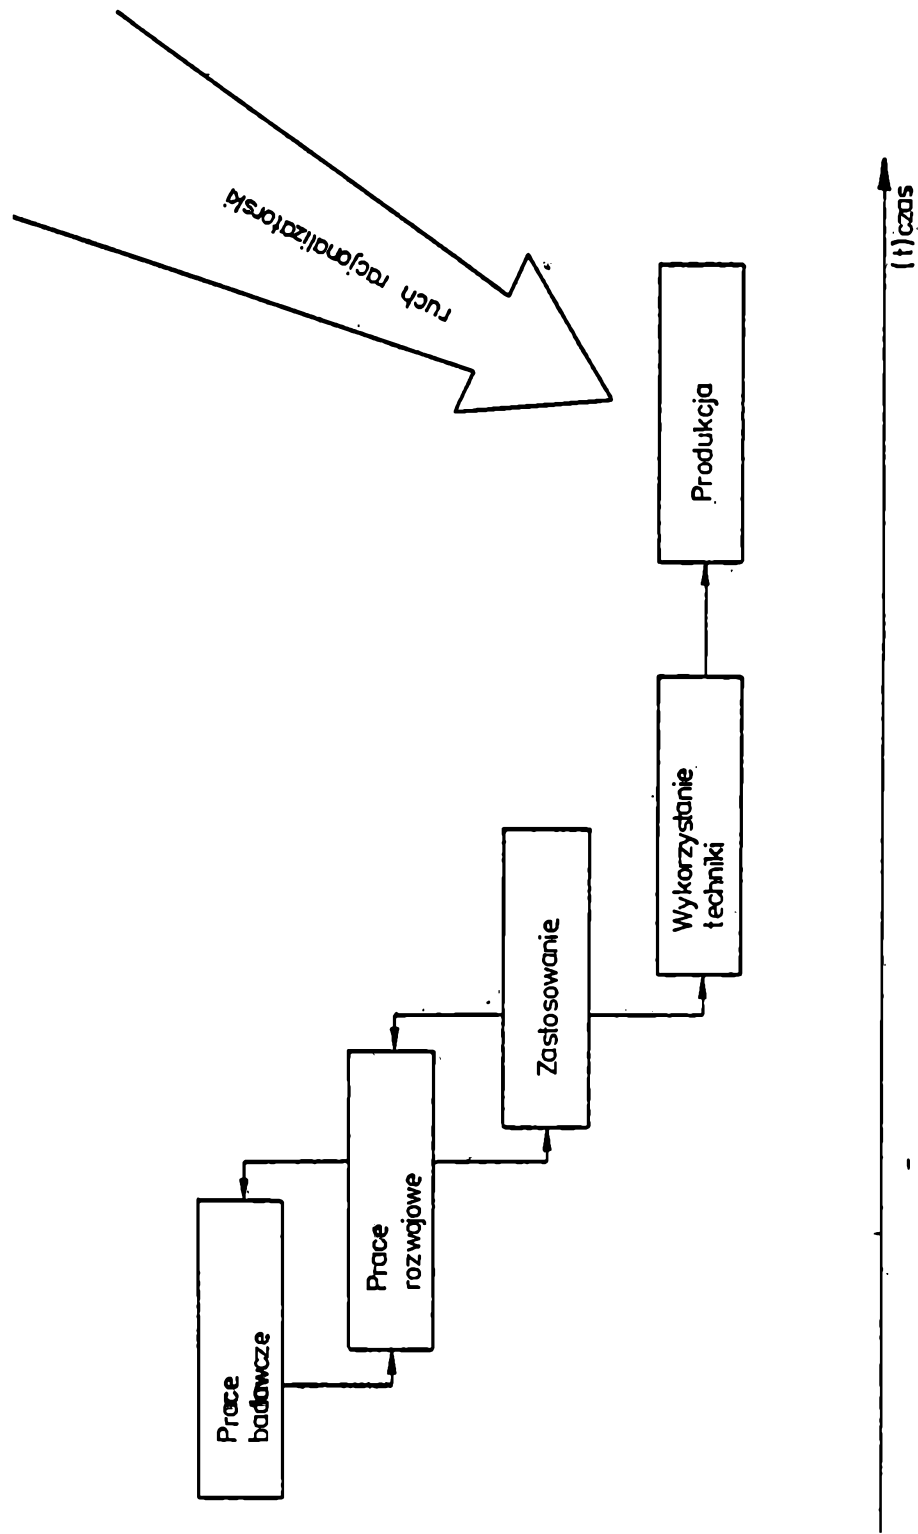 Prace
badawcze
Prace
rozwojowe
Zastosowanie
Wykorzystanie
techniki
Produkcja
ruch racjonalizatorski
(t) czas